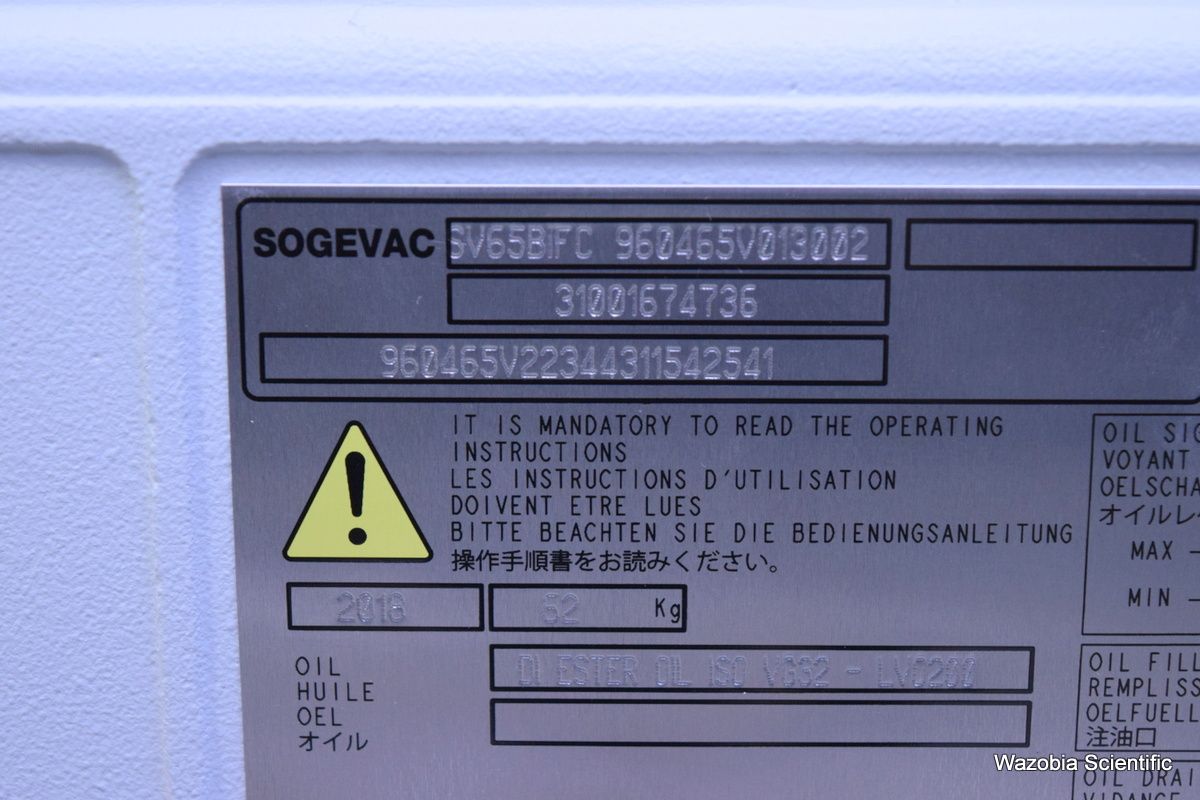 SOGEVAC SV65BIFC 960465V013002
31001674736
960465V22344311542541
IT IS MANDATORY TO READ THE OPERATING
INSTRUCTIONS
LES INSTRUCTIONS D'UTILISATION
DOIVENT ETRE LUES
BITTE BEACHTEN SIE DIE BEDIENUNGSANLEITUNG
操作手順書をお読みください。
OIL SIG
VOYANT
OELSCHA
オイルレ
MAX
MIN
2018 52 Kg
OIL
HUILE
OEL
オイル
DI ESTER OIL ISO VG32 - LVO200
OIL FILL
REMPLISS
OELFUELL
注油口
OIL DRAI
VIDANGE
Wazobia Scientific